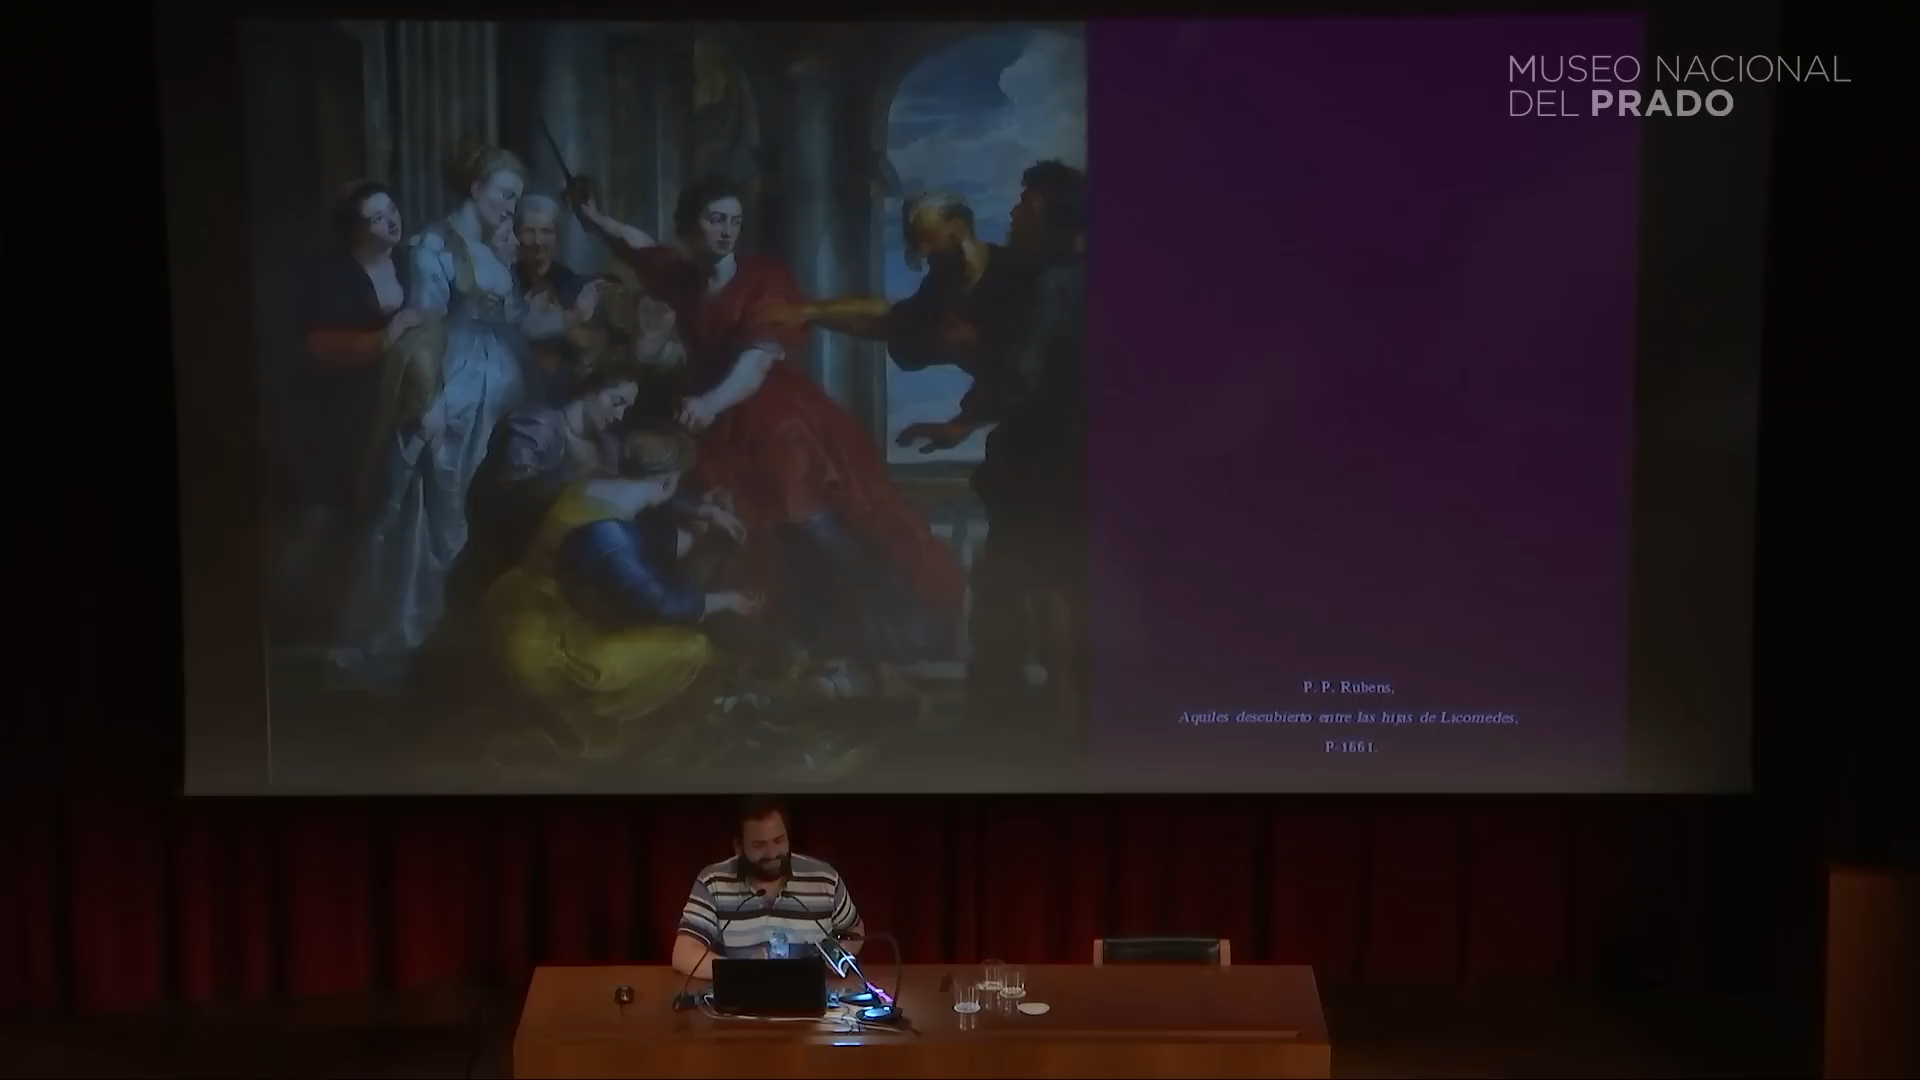 MUSEO NACIONAL
DEL PRADO
P. P. Rubens,
Aquiles descubierto entre las hijas de Licomedes,
P-1661.